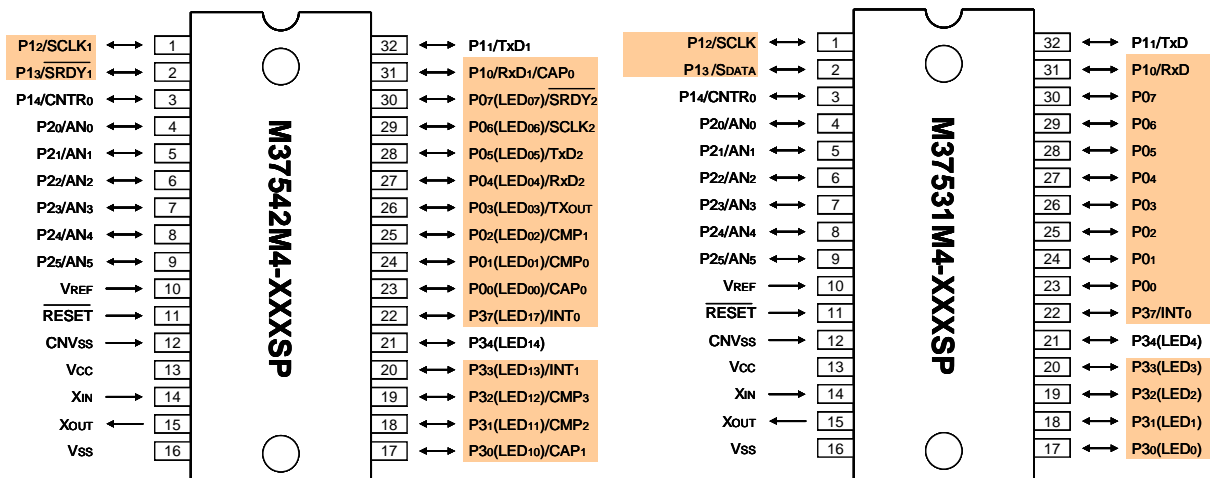 P12/SCLK1 1 32 P11/TxD1
P13/SRDY1 2 31 P10/RxD1/CAP0
P14/CNTR0 3 30 P07(LED07)/SRDY2
P20/AN0 4 29 P06(LED06)/SCLK2
P21/AN1 5 28 P05(LED05)/TxD2
P22/AN2 6 27 P04(LED04)/RxD2
P23/AN3 7 26 P03(LED03)/TXOUT
P24/AN4 8 25 P02(LED02)/CMP1
P25/AN5 9 24 P01(LED01)/CMP0
VREF 10 23 P00(LED00)/CAP0
RESET 11 22 P37(LED17)/INT0
CNVSS 12 21 P34(LED14)
VCC 13 20 P33(LED13)/INT1
XIN 14 19 P32(LED12)/CMP3
XOUT 15 18 P31(LED11)/CMP2
VSS 16 17 P30(LED10)/CAP1
M37542M4-XXXSP
P12/SCLK 1 32 P11/TxD
P13/SDATA 2 31 P10/RxD
P14/CNTR0 3 30 P07
P20/AN0 4 29 P06
P21/AN1 5 28 P05
P22/AN2 6 27 P04
P23/AN3 7 26 P03
P24/AN4 8 25 P02
P25/AN5 9 24 P01
VREF 10 23 P00
RESET 11 22 P37/INT0
CNVSS 12 21 P34(LED4)
VCC 13 20 P33(LED3)
XIN 14 19 P32(LED2)
XOUT 15 18 P31(LED1)
VSS 16 17 P30(LED0)
M37531M4-XXXSP